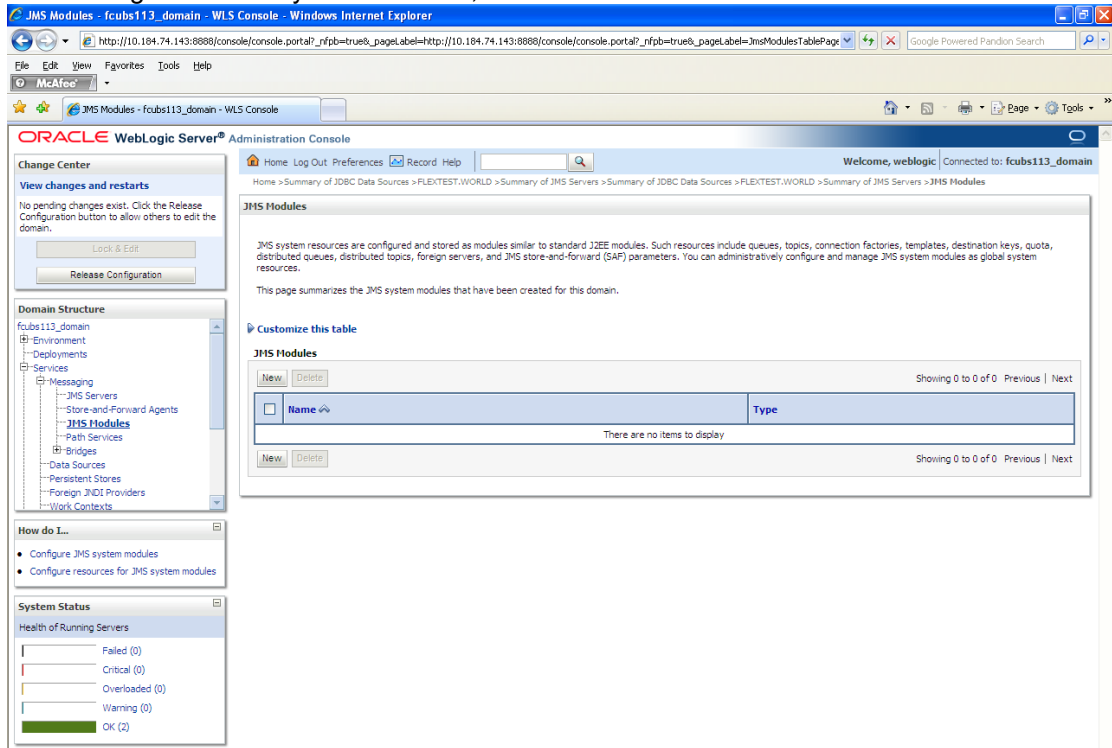 JMS Modules - fcubs113_domain - WLS Console - Windows Internet Explorer
http://10.184.74.143:8888/console/console.portal?_nfpb=true&_pageLabel=http://10.184.74.143:8888/console/console.portal?_nfpb=true&_pageLabel=JmsModulesTablePage
Google Powered Pandion Search
File Edit View Favorites Tools Help
McAfee
JMS Modules - fcubs113_domain - WLS Console
Page Tools »
ORACLE WebLogic Server® Administration Console
Change Center
View changes and restarts
No pending changes exist. Click the Release
Configuration button to allow others to edit the
domain.
Lock & Edit
Release Configuration
Domain Structure
fcubs113_domain
Environment
Deployments
Services
Messaging
JMS Servers
Store-and-Forward Agents
JMS Modules
Path Services
Bridges
Data Sources
Persistent Stores
Foreign JNDI Providers
Work Contexts
How do I...
Configure JMS system modules
Configure resources for JMS system modules
System Status
Health of Running Servers
Failed (0)
Critical (0)
Overloaded (0)
Warning (0)
OK (2)
Home Log Out Preferences Record Help
Welcome, weblogic Connected to: fcubs113_domain
Home >Summary of JDBC Data Sources >FLEXTEST.WORLD >Summary of JMS Servers >Summary of JDBC Data Sources >FLEXTEST.WORLD >Summary of JMS Servers >JMS Modules
JMS Modules
JMS system resources are configured and stored as modules similar to standard J2EE modules. Such resources include queues, topics, connection factories, templates, destination keys, quota,
distributed queues, distributed topics, foreign servers, and JMS store-and-forward (SAF) parameters. You can administratively configure and manage JMS system modules as global system
resources.
This page summarizes the JMS system modules that have been created for this domain.
Customize this table
JMS Modules
New Delete Showing 0 to 0 of 0 Previous | Next
Name Type
There are no items to display
New Delete Showing 0 to 0 of 0 Previous | Next